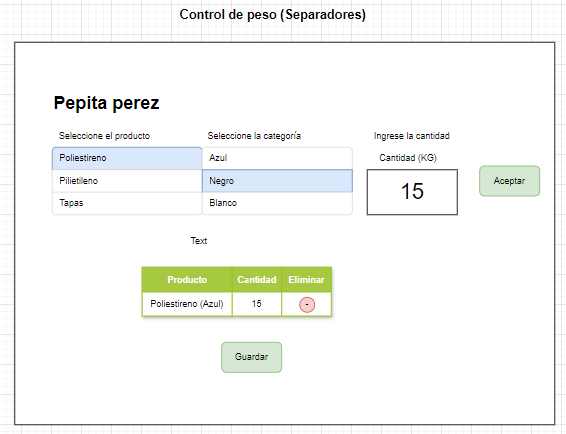 Control de peso (Separadores)
Pepita perez
Seleccione el producto
Seleccione la categoría
Ingrese la cantidad
Poliestireno
Azul
Cantidad (KG)
Pilietileno
Negro
15
Aceptar
Tapas
Blanco
Text
Producto Cantidad Eliminar
Poliestireno (Azul) 15 -
Guardar